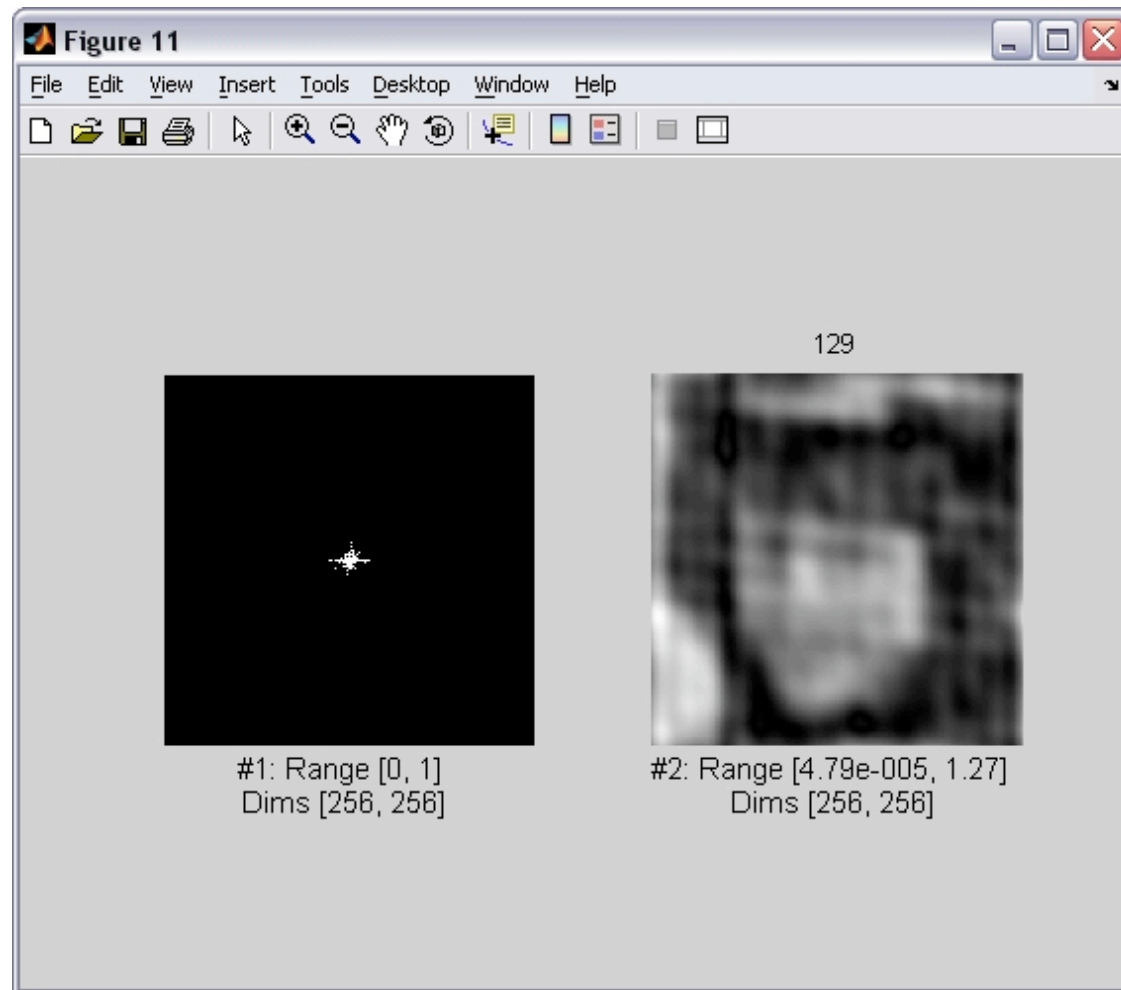 Figure 11
File Edit View Insert Tools Desktop Window Help
129
#1: Range [0, 1]
Dims [256, 256]
#2: Range [4.79e-005, 1.27]
Dims [256, 256]